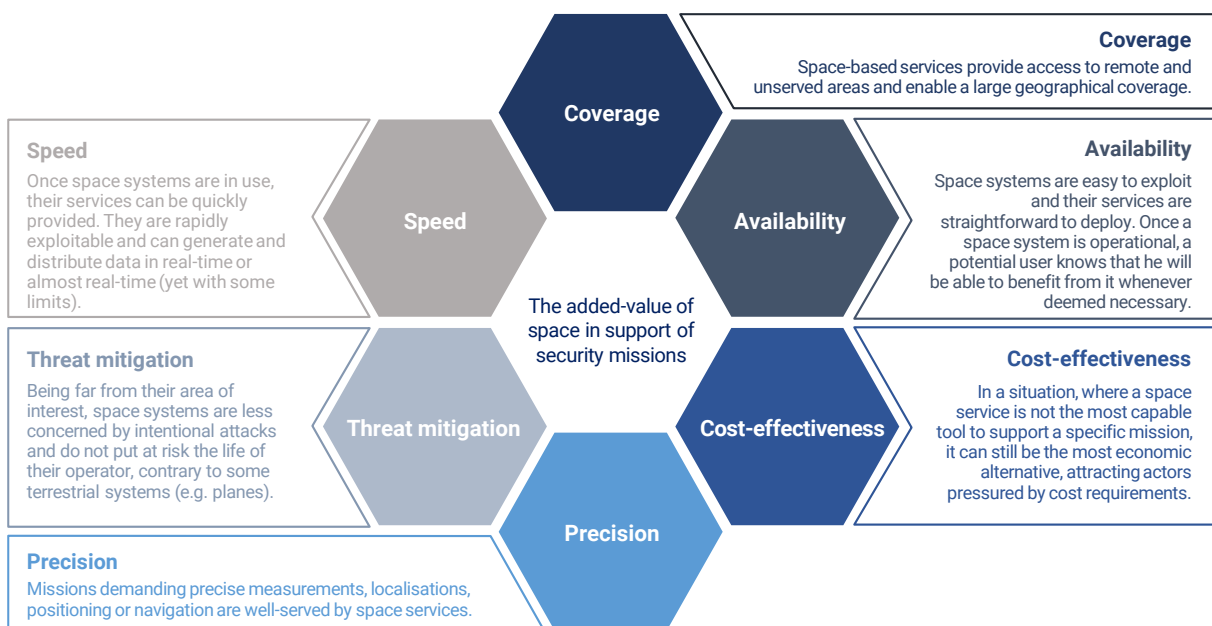 Coverage
Coverage
Space-based services provide access to remote and
unserved areas and enable a large geographical coverage.
Speed
Once space systems are in use,
their services can be quickly
provided. They are rapidly
exploitable and can generate and
distribute data in real-time or
almost real-time (yet with some
limits).
Speed
Availability
Availability
Space systems are easy to exploit
and their services are
straightforward to deploy. Once a
space system is operational, a
potential user knows that he will
be able to benefit from it whenever
deemed necessary.
The added-value of
space in support of
security missions
Threat mitigation
Being far from their area of
interest, space systems are less
concerned by intentional attacks
and do not put at risk the life of
their operator, contrary to some
terrestrial systems (e.g. planes).
Threat mitigation
Cost-effectiveness
Cost-effectiveness
In a situation, where a space
service is not the most capable
tool to support a specific mission,
it can still be the most economic
alternative, attracting actors
pressured by cost requirements.
Precision
Precision
Missions demanding precise measurements, localisations,
positioning or navigation are well-served by space services.